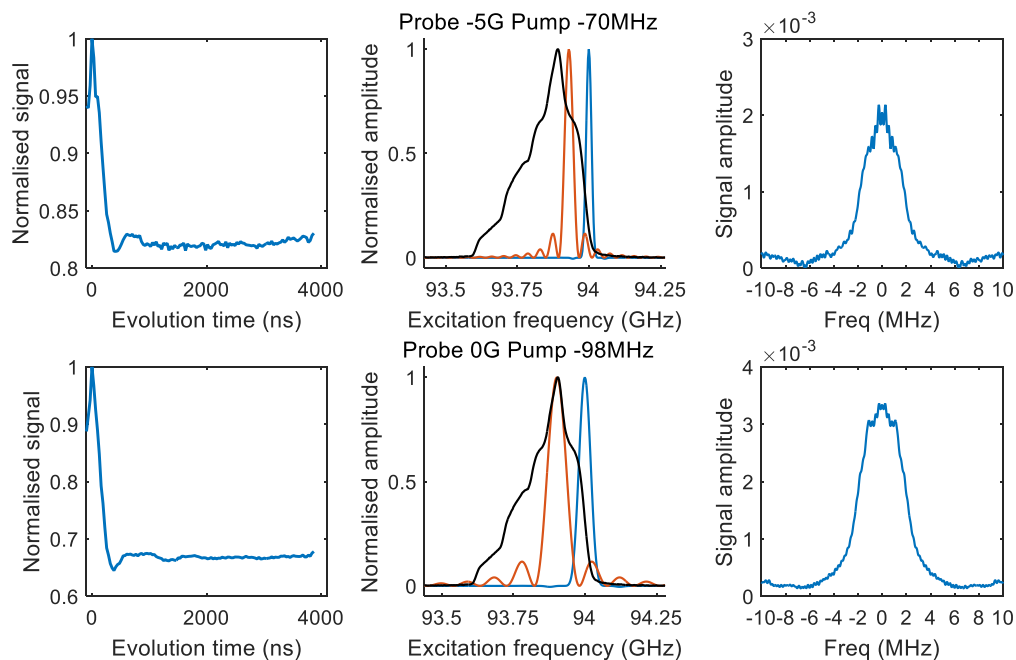 Probe -5G Pump -70MHz
Normalised signal
1
0.95
0.9
0.85
0.8
0 2000 4000
Evolution time (ns)
Normalised amplitude
1
0.5
0
93.5 93.75 94 94.25
Excitation frequency (GHz)
×10⁻³
Signal amplitude
3
2
1
0
-10 -8 -6 -4 -2 0 2 4 6 8 10
Freq (MHz)
Probe 0G Pump -98MHz
Normalised signal
1
0.9
0.8
0.7
0.6
0 2000 4000
Evolution time (ns)
Normalised amplitude
1
0.5
0
93.5 93.75 94 94.25
Excitation frequency (GHz)
×10⁻³
Signal amplitude
4
3
2
1
0
-10 -8 -6 -4 -2 0 2 4 6 8 10
Freq (MHz)